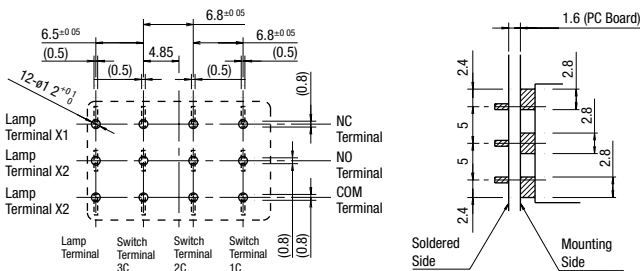 6.8±0.05
6.5±0.05
6.8±0.05
(0.5)
4.85
(0.5)
(0.5)
(0.5)
(0.8)
12-ø1.2+0.1 0
Lamp
Terminal X1
NC
Terminal
Lamp
Terminal X2
NO
Terminal
Lamp
Terminal X2
COM
Terminal
(0.8)
(0.8)
Lamp
Terminal
Switch
Terminal
3C
Switch
Terminal
2C
Switch
Terminal
1C
1.6 (PC Board)
2.4
5
5
2.4
2.8
2.8
2.8
Soldered
Side
Mounting
Side